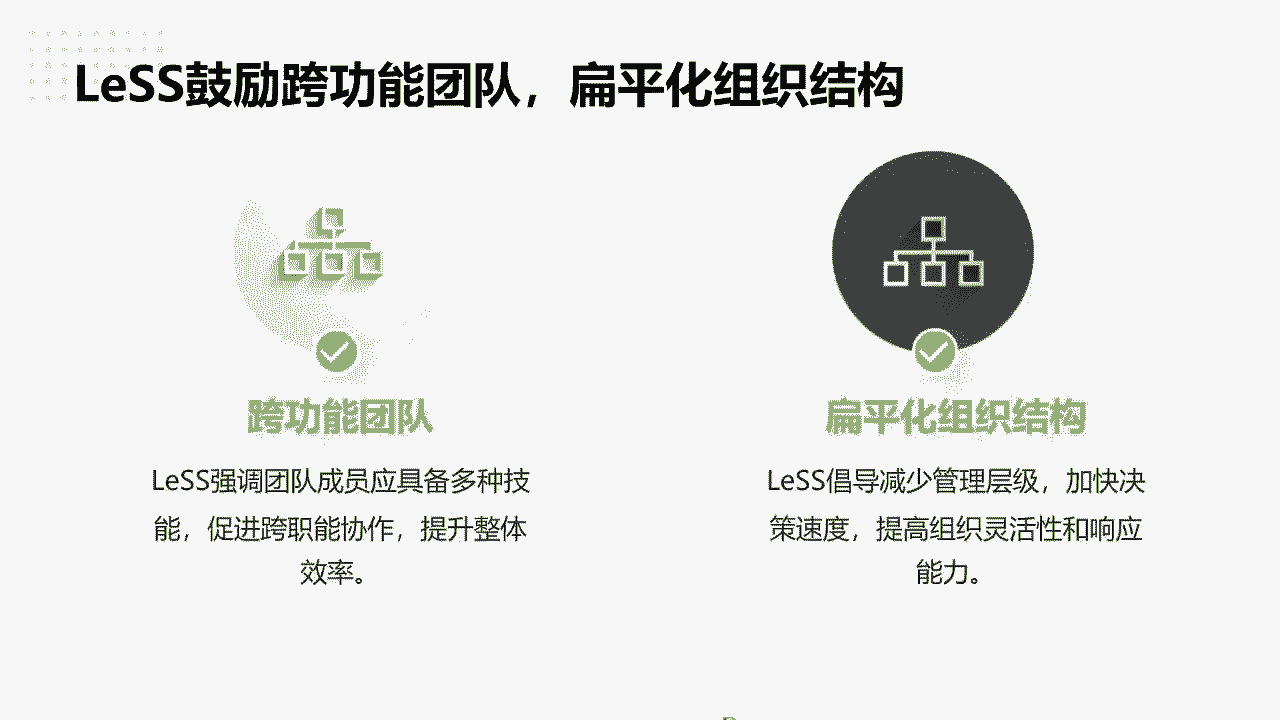 LeSS鼓励跨功能团队，扁平化组织结构
跨功能团队
LeSS强调团队成员应具备多种技
能，促进跨职能协作，提升整体
效率。
扁平化组织结构
LeSS倡导减少管理层级，加快决
策速度，提高组织灵活性和响应
能力。